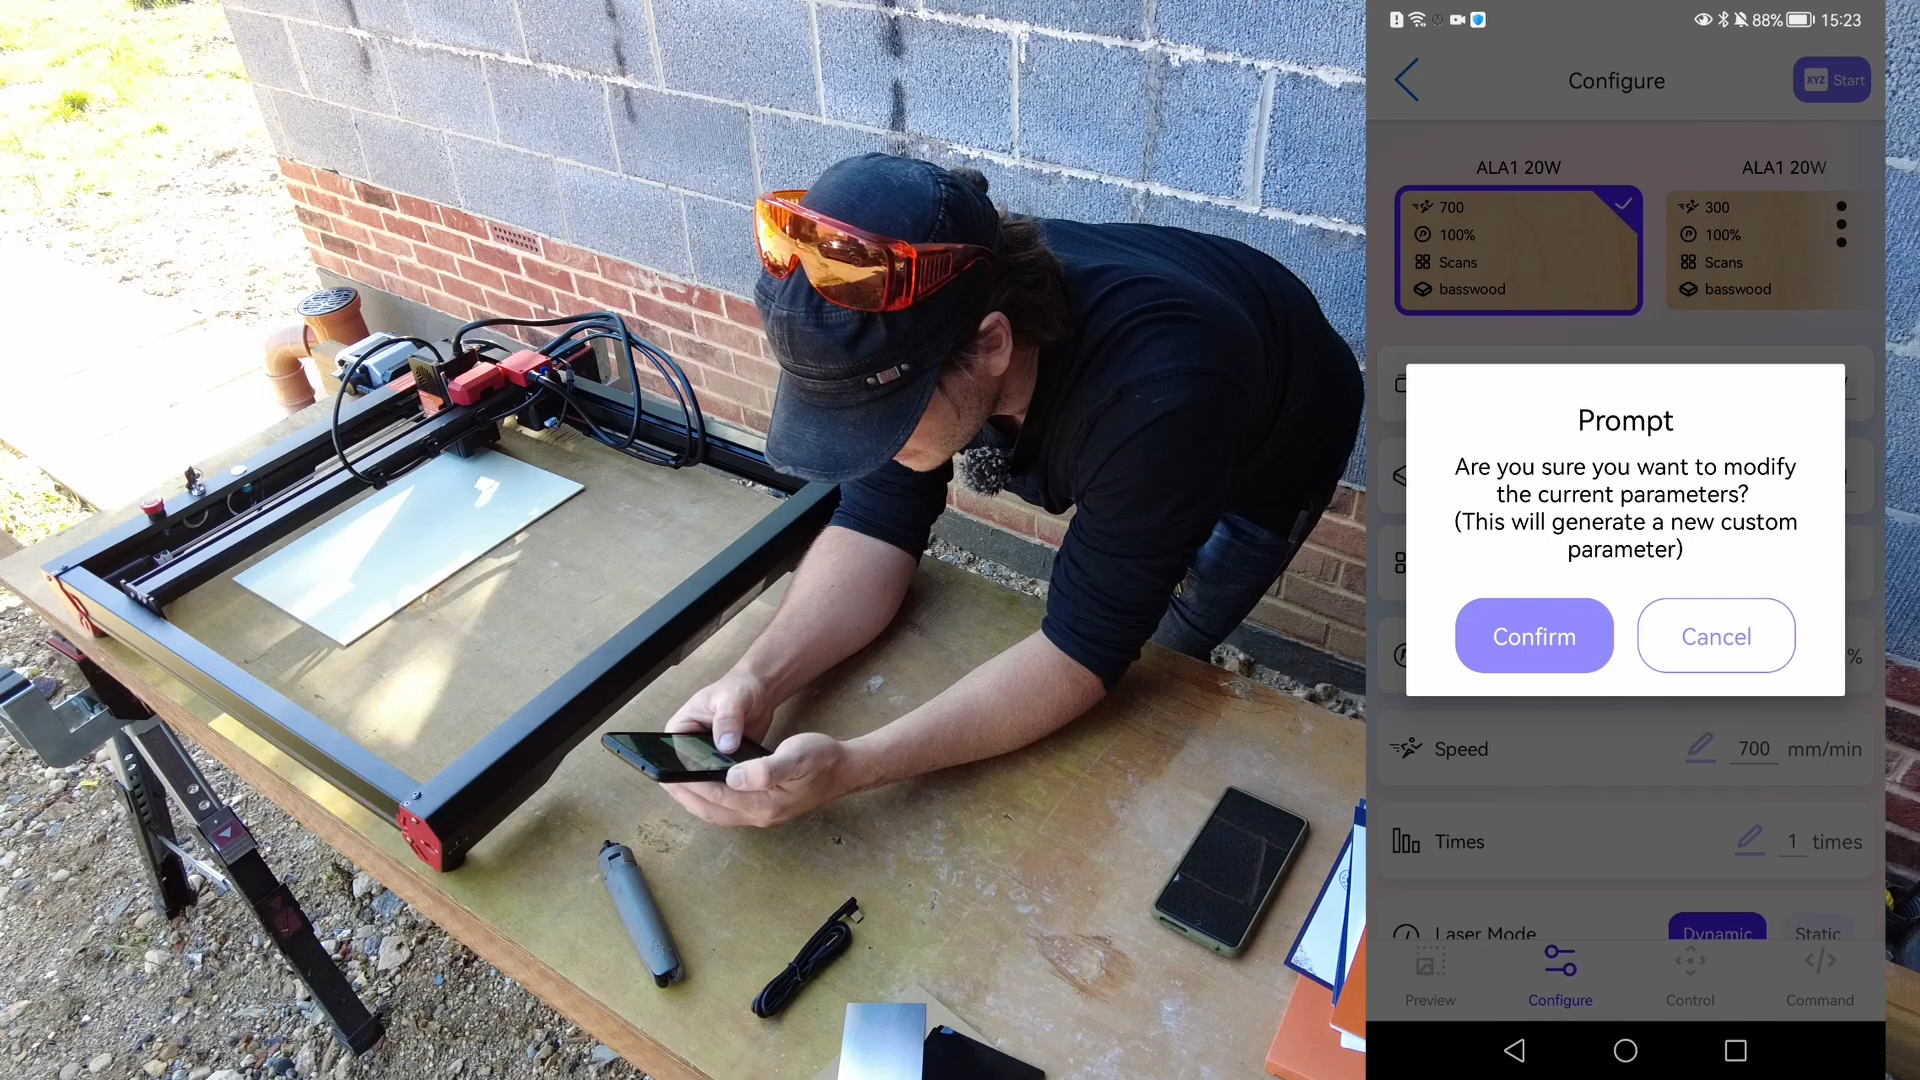 88% 15:23
Configure
XYZ Start
ALA1 20W
ALA1 20W
700
100%
Scans
basswood
300
100%
Scans
basswood
Prompt
Are you sure you want to modify
the current parameters?
(This will generate a new custom
parameter)
Confirm
Cancel
%
Speed
700 mm/min
Times
1 times
Laser Mode
Dynamic
Static
Preview
Configure
Control
Command